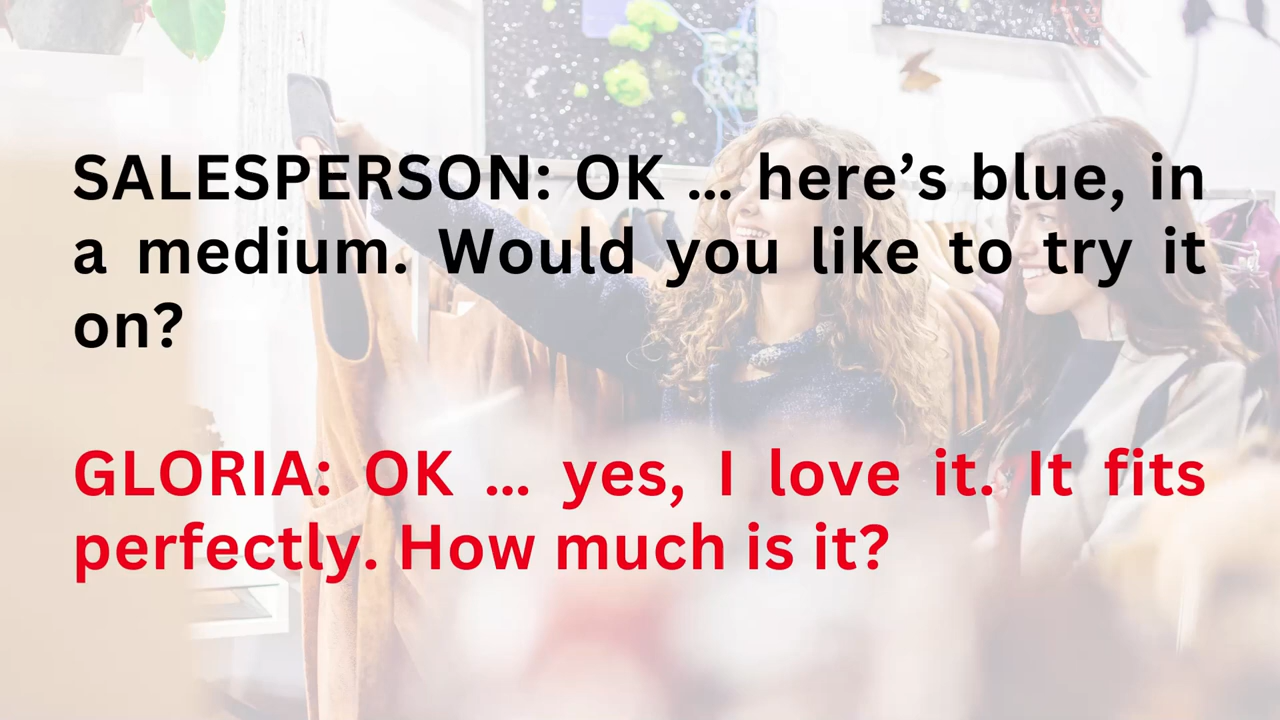 SALESPERSON: OK … here’s blue, in
a medium. Would you like to try it
on?
GLORIA: OK … yes, I love it. It fits
perfectly. How much is it?